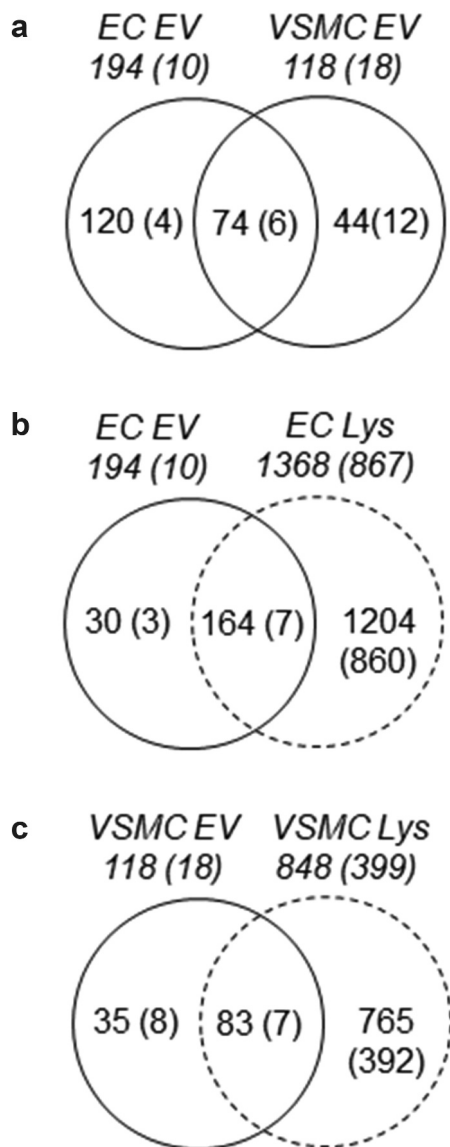 a
EC EV VSMC EV
194 (10) 118 (18)
120 (4) 74 (6) 44(12)
b
EC EV EC Lys
194 (10) 1368 (867)
30 (3) 164 (7) 1204
(860)
c
VSMC EV VSMC Lys
118 (18) 848 (399)
35 (8) 83 (7) 765
(392)